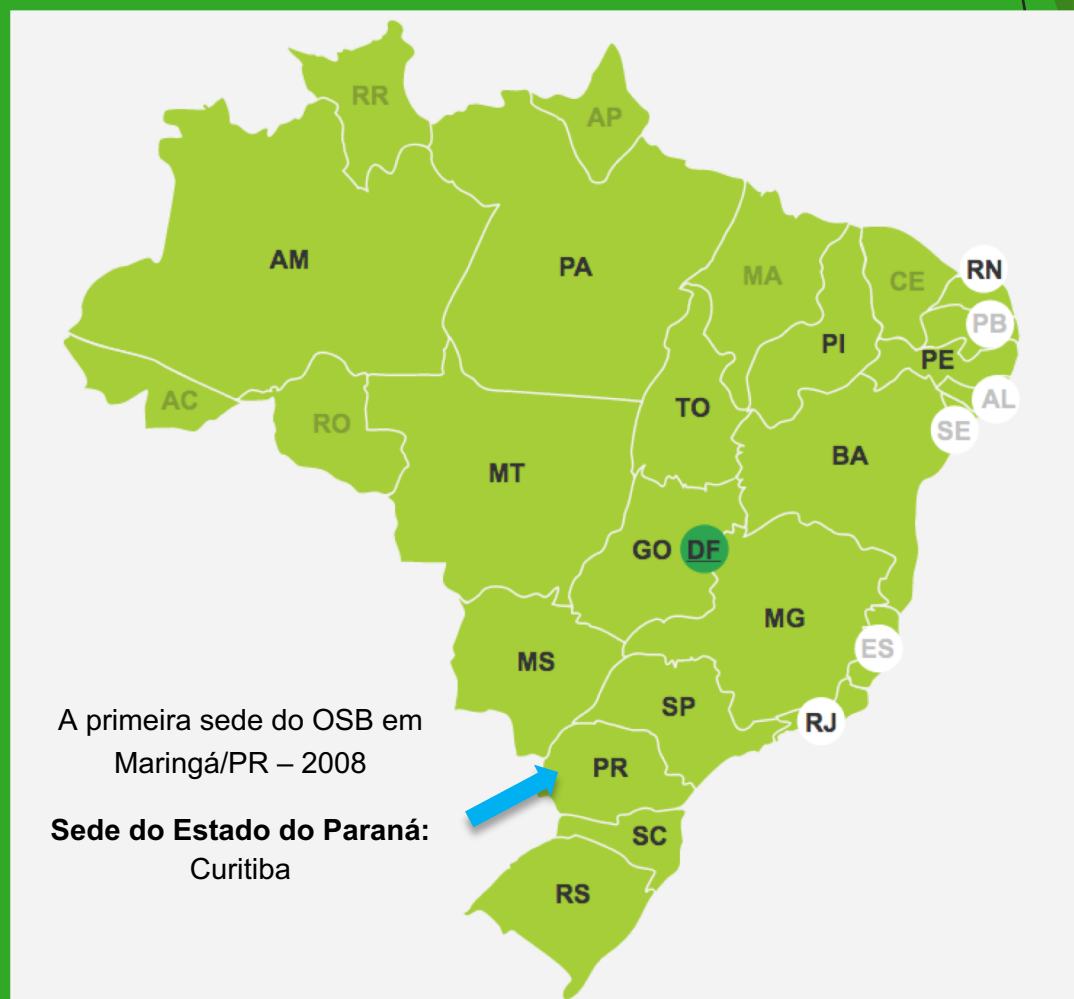 RR
AP
AM
PA
MA
CE
RN
PB
PI
PE
AC
RO
TO
AL
SE
MT
BA
GO DF
MG
ES
MS
SP
A primeira sede do OSB em
Maringá/PR – 2008
RJ
PR
Sede do Estado do Paraná:
Curitiba
SC
RS